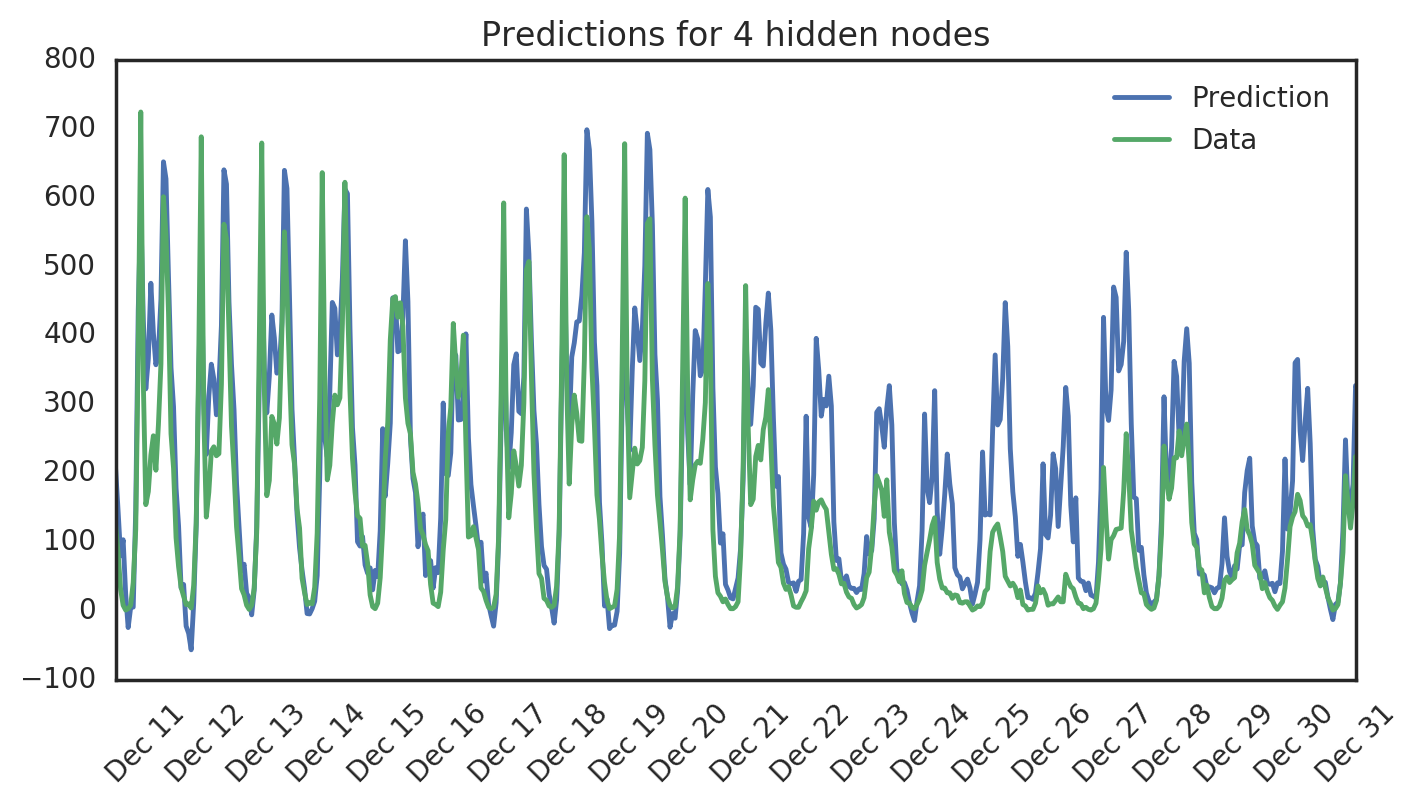 Predictions for 4 hidden nodes
800
700
600
500
400
300
200
100
0
−100
Prediction
Data
Dec 11
Dec 12
Dec 13
Dec 14
Dec 15
Dec 16
Dec 17
Dec 18
Dec 19
Dec 20
Dec 21
Dec 22
Dec 23
Dec 24
Dec 25
Dec 26
Dec 27
Dec 28
Dec 29
Dec 30
Dec 31